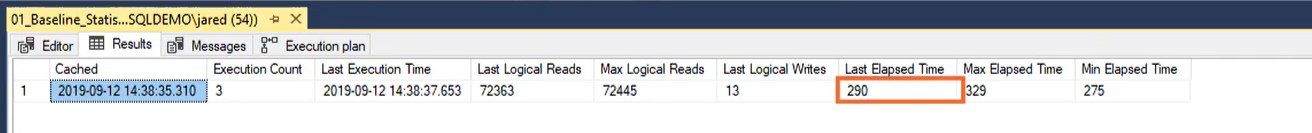 01_Baseline_Statis...SQLDEMO\jared (54))
Editor Results Messages Execution plan
Cached Execution Count Last Execution Time Last Logical Reads Max Logical Reads Last Logical Writes Last Elapsed Time Max Elapsed Time Min Elapsed Time
1 2019-09-12 14:38:35.310 3 2019-09-12 14:38:37.653 72363 72445 13 290 329 275